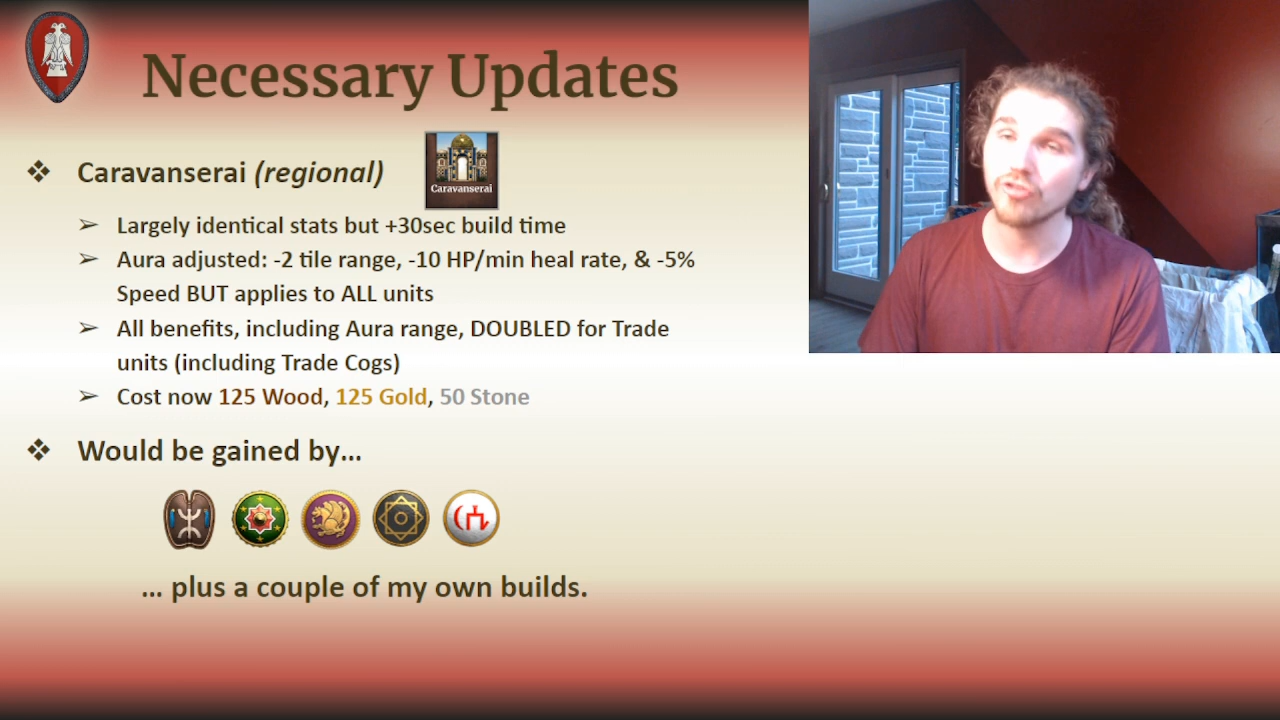 Necessary Updates
Caravanserai (regional)
Caravanserai
Largely identical stats but +30sec build time
Aura adjusted: -2 tile range, -10 HP/min heal rate, & -5%
Speed BUT applies to ALL units
All benefits, including Aura range, DOUBLED for Trade
units (including Trade Cogs)
Cost now 125 Wood, 125 Gold, 50 Stone
Would be gained by...
... plus a couple of my own builds.